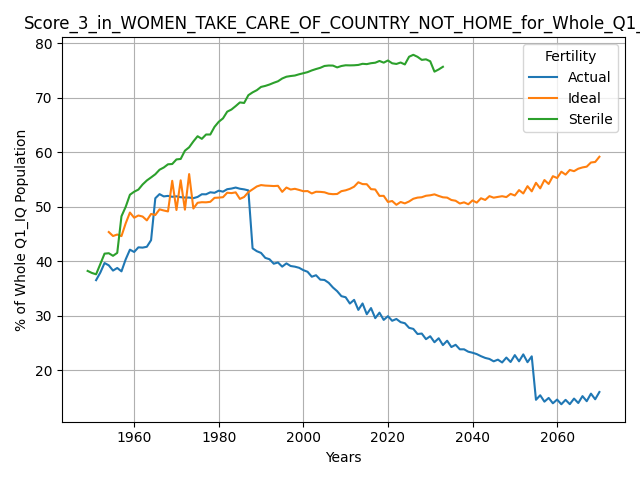 Score_3_in_WOMEN_TAKE_CARE_OF_COUNTRY_NOT_HOME_for_Whole_Q1_
Fertility
Actual
Ideal
Sterile
% of Whole Q1_IQ Population
80
70
60
50
40
30
20
1960 1980 2000 2020 2040 2060
Years